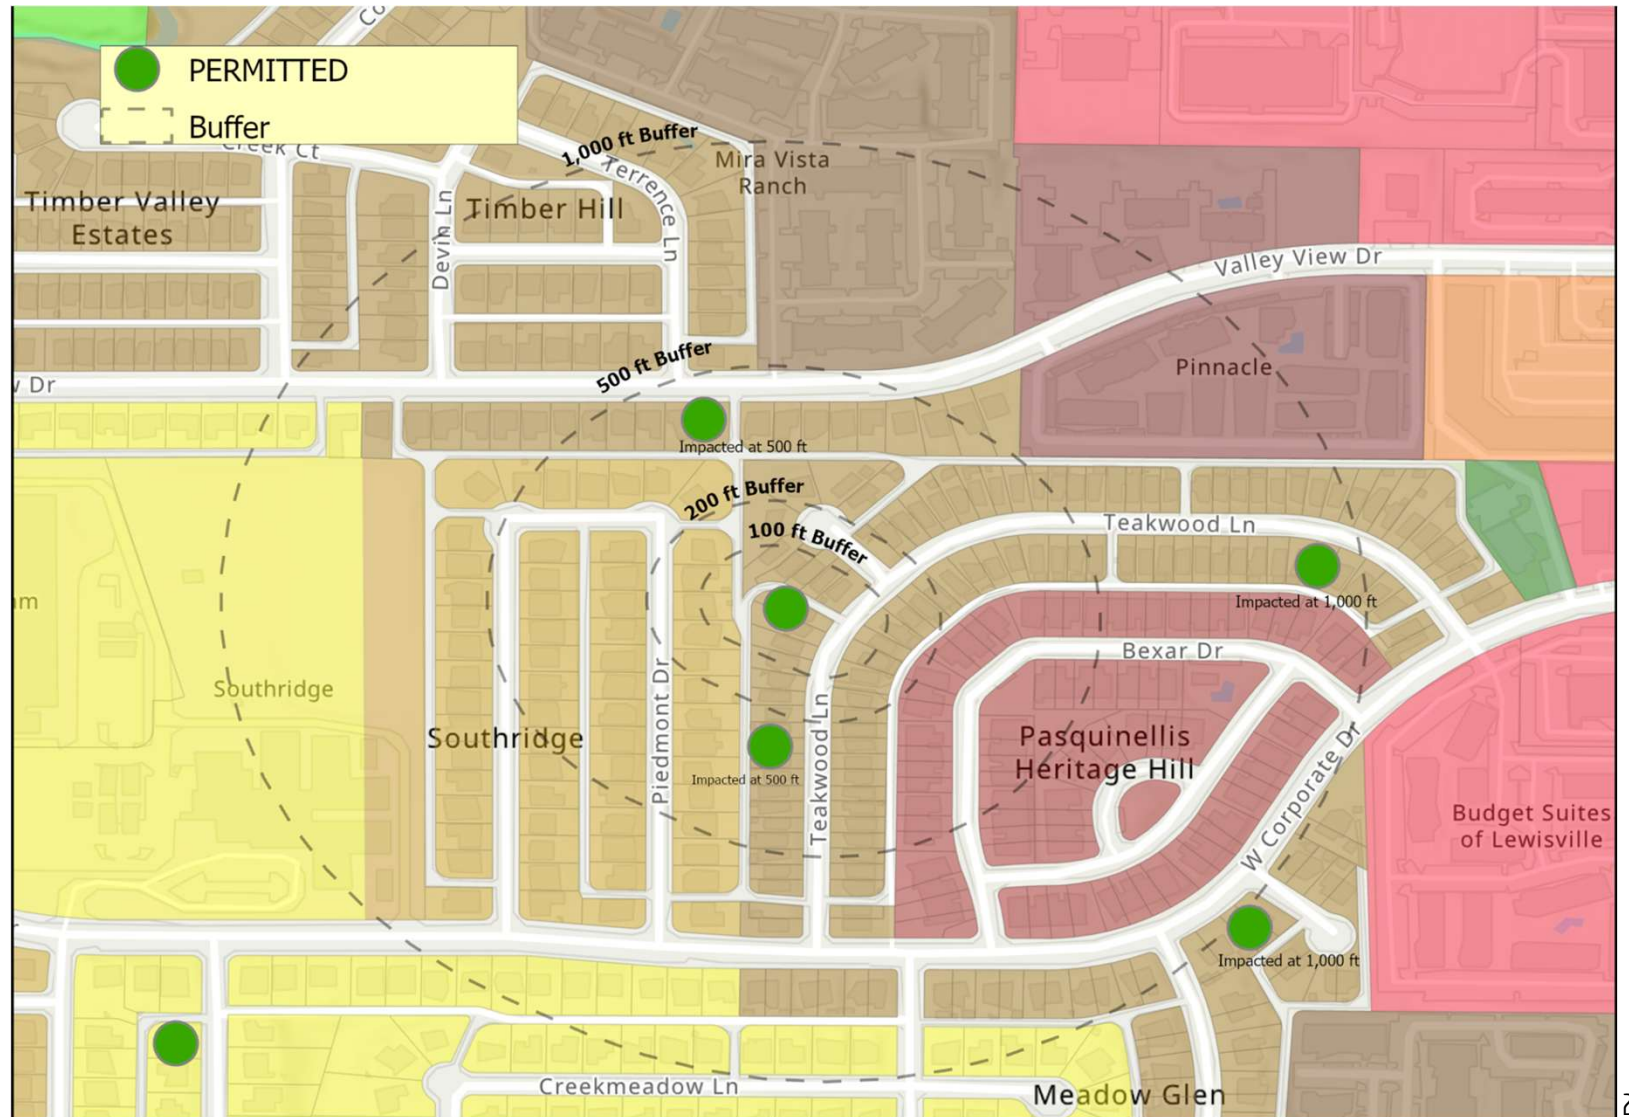 Co
PERMITTED
Buffer
Creek Ct
1,000 ft Buffer
Mira Vista
Ranch
Terrence Ln
Timber Valley
Estates
Devin Ln
Timber Hill
Valley View Dr
500 ft Buffer
Pinnacle
w Dr
Impacted at 500 ft
200 ft Buffer
100 ft Buffer
Teakwood Ln
Impacted at 1,000 ft
Bexar Dr
Southridge
Southridge
Piedmont Dr
Teakwood Ln
Impacted at 500 ft
Pasquinellis
Heritage Hill
W Corporate Dr
Budget Suites
of Lewisville
Impacted at 1,000 ft
Creekmeadow Ln
Meadow Glen